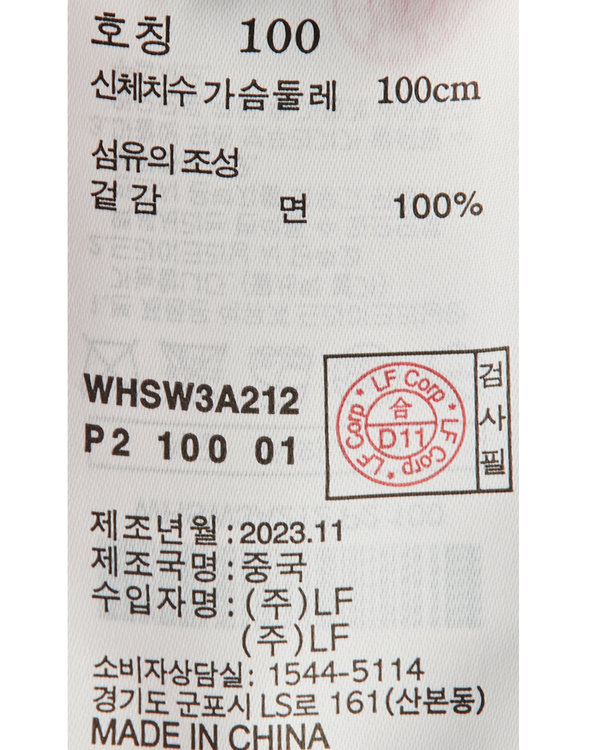 호칭 100
신체치수 가슴둘레 100cm
섬유의 조성
겉감 면 100%
WHSW3A212
P2 100 01
LF Corp * LF Corp * LF Corp *
合
D11
검사필
제조년월 : 2023.11
제조국명 : 중국
수입자명 : (주)LF
(주)LF
소비자상담실: 1544-5114
경기도 군포시 LS로 161(산본동)
MADE IN CHINA